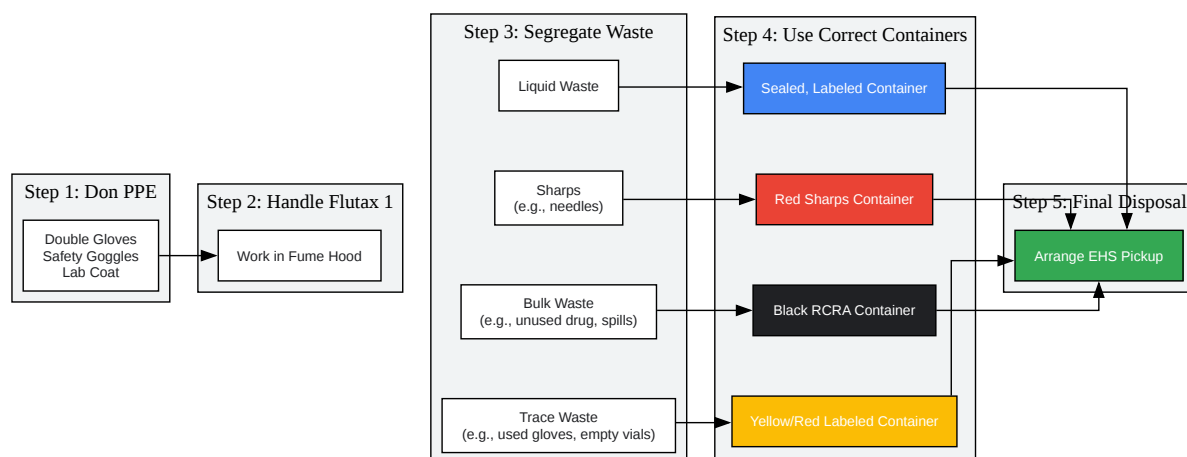 Step 1: Don PPE
Double Gloves
Safety Goggles
Lab Coat
Step 2: Handle Flutax 1
Work in Fume Hood
Step 3: Segregate Waste
Liquid Waste
Sharps
(e.g., needles)
Bulk Waste
(e.g., unused drug, spills)
Trace Waste
(e.g., used gloves, empty vials)
Step 4: Use Correct Containers
Sealed, Labeled Container
Red Sharps Container
Black RCRA Container
Yellow/Red Labeled Container
Step 5: Final Disposal
Arrange EHS Pickup